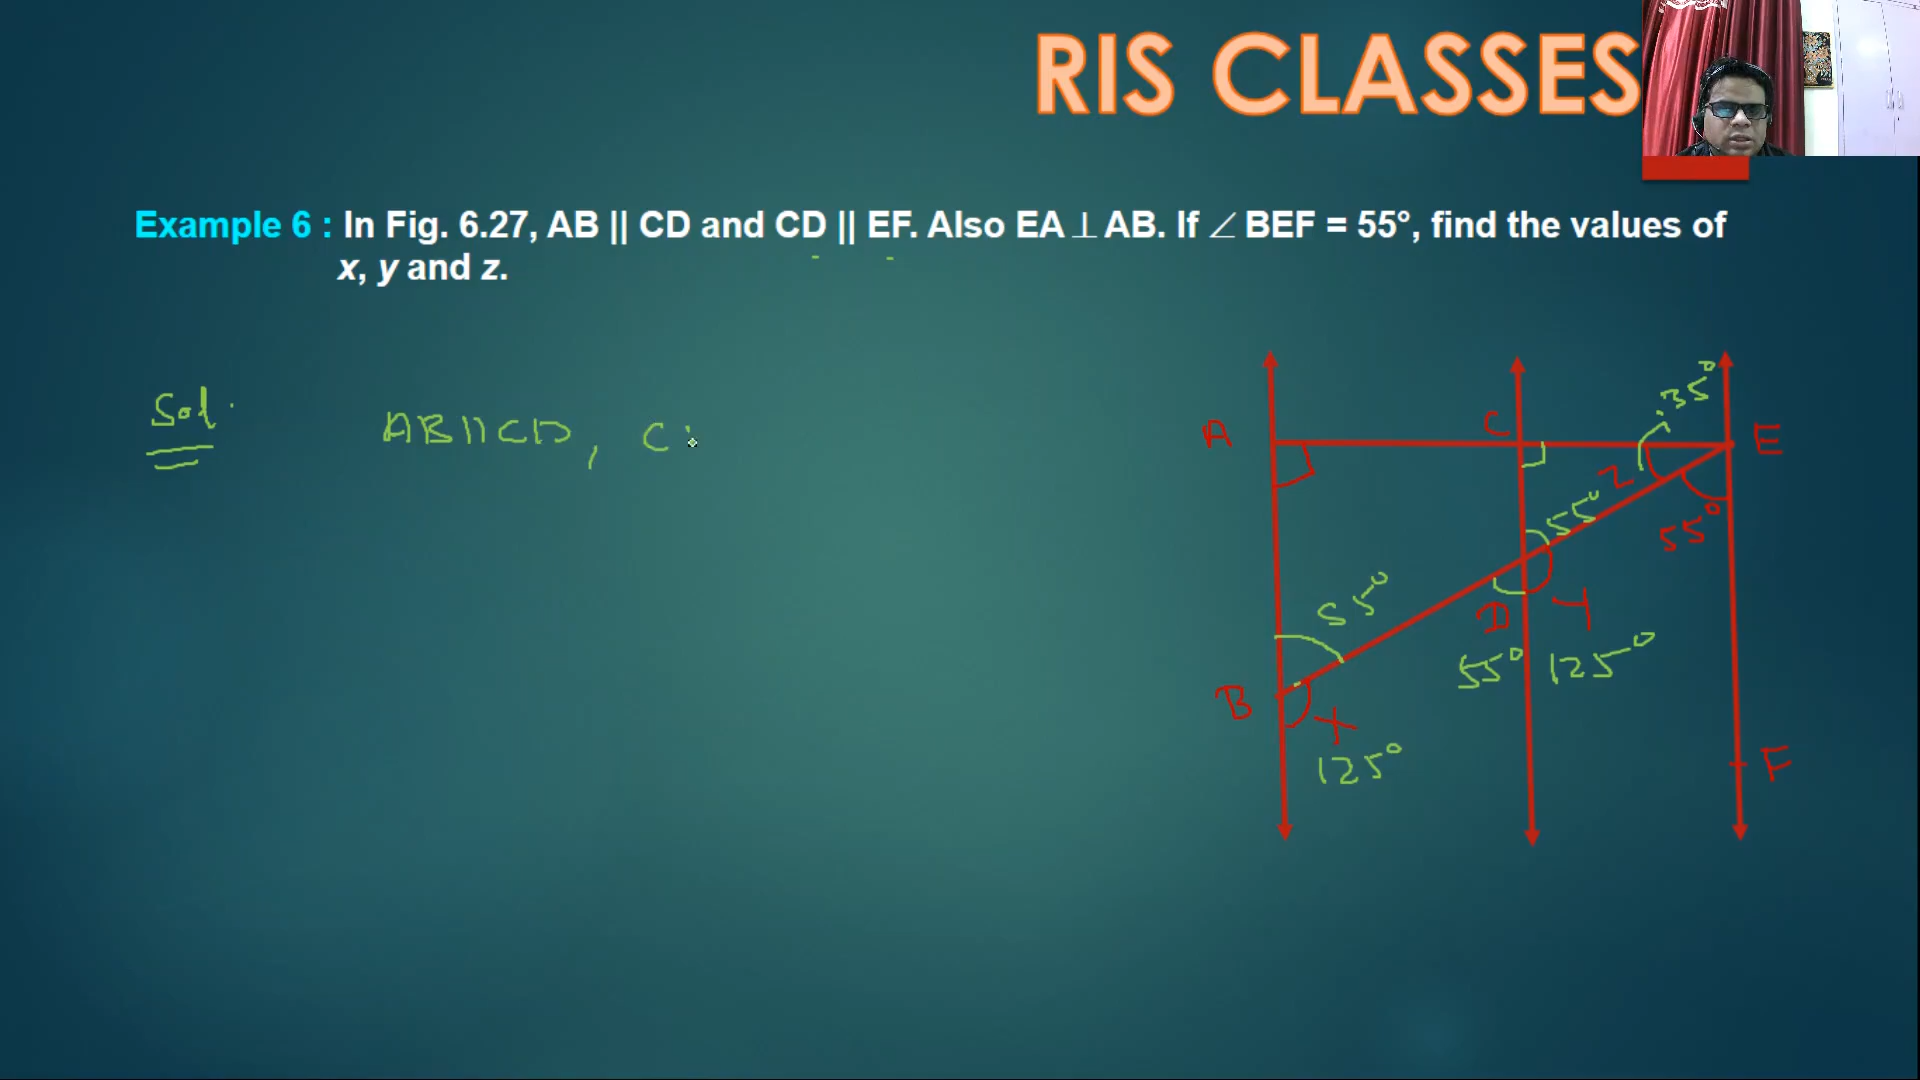 RIS CLASSES
Example 6 : In Fig. 6.27, AB || CD and CD || EF. Also EA ⊥ AB. If ∠ BEF = 55°, find the values of
x, y and z.
Sol.
AB || CD, C
35°
A
C
E
z
55°
55°
55°
D
y
55°
125°
B
x
125°
F